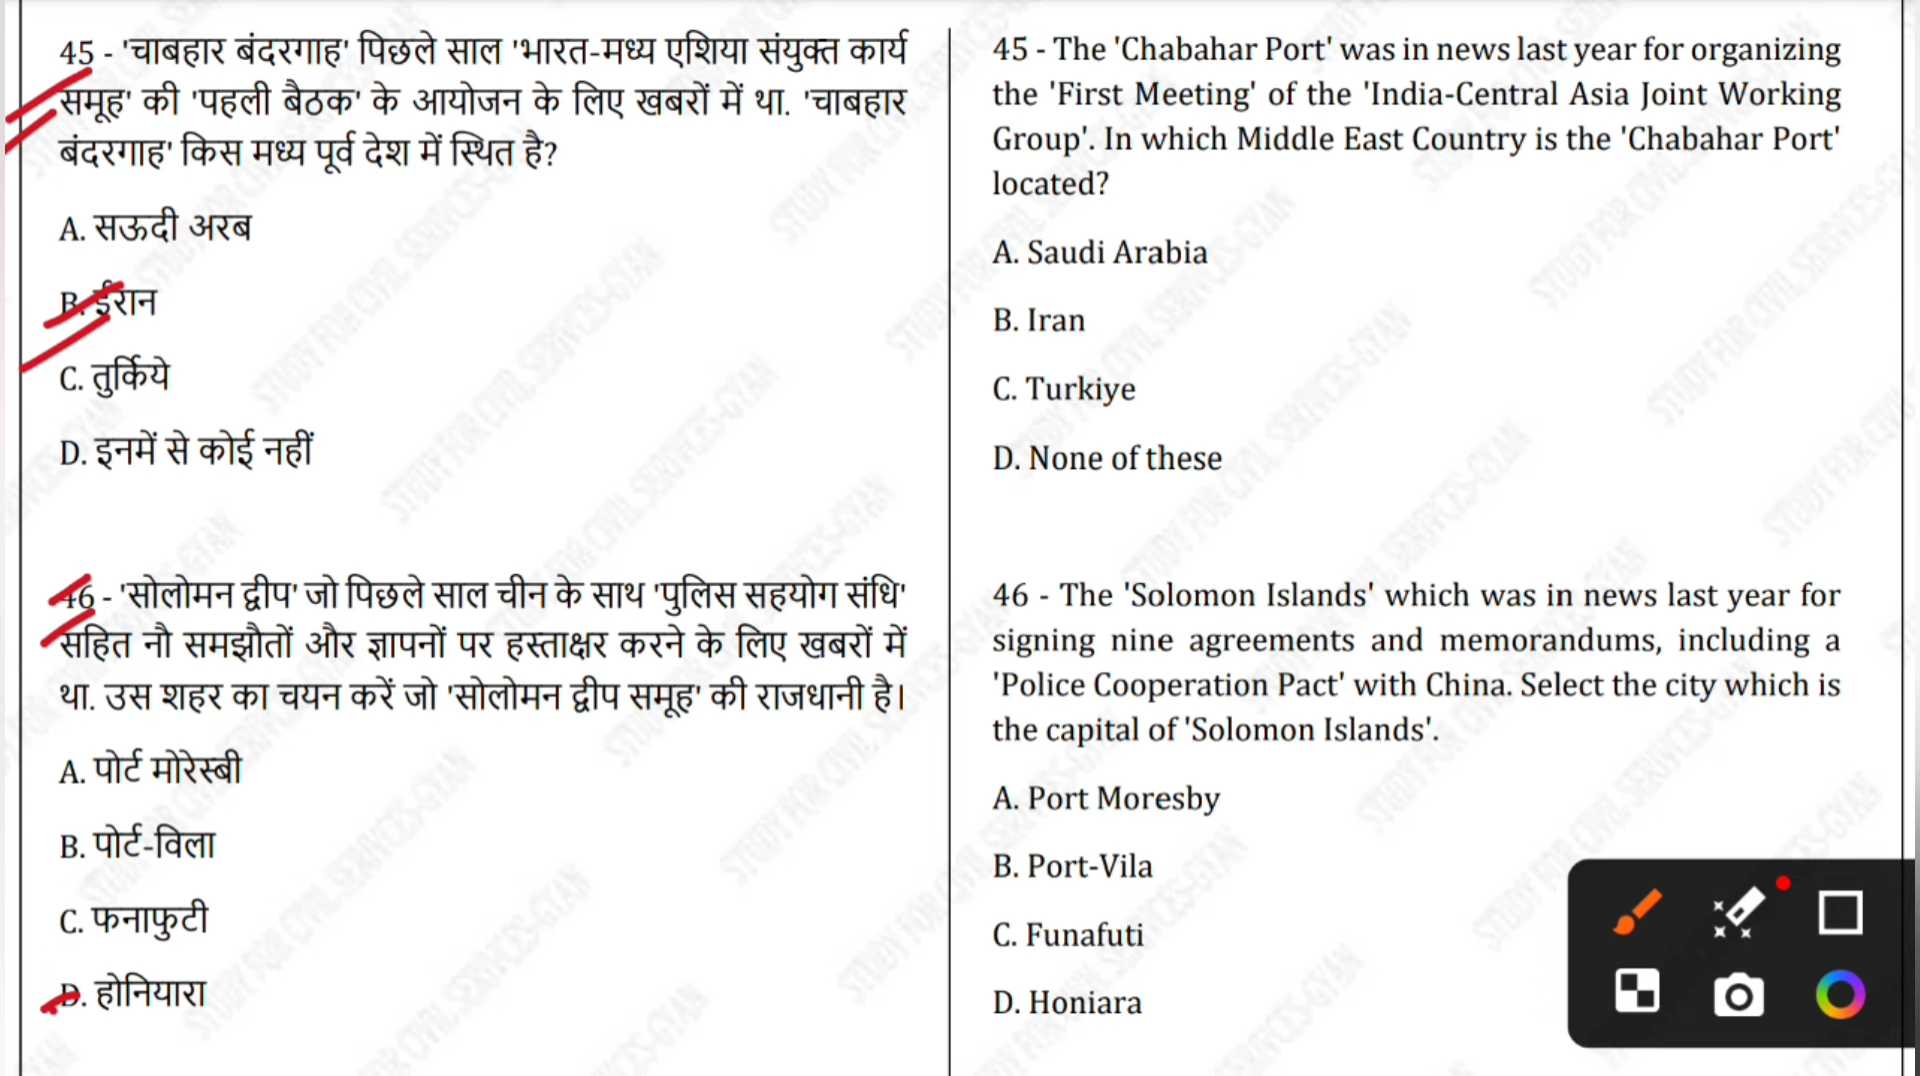 45 - 'चाबहार बंदरगाह' पिछले साल 'भारत-मध्य एशिया संयुक्त कार्य
समूह' की 'पहली बैठक' के आयोजन के लिए खबरों में था. 'चाबहार
बंदरगाह' किस मध्य पूर्व देश में स्थित है?
A. सऊदी अरब
B. ईरान
C. तुर्किये
D. इनमें से कोई नहीं
46 - 'सोलोमन द्वीप' जो पिछले साल चीन के साथ 'पुलिस सहयोग संधि'
सहित नौ समझौतों और ज्ञापनों पर हस्ताक्षर करने के लिए खबरों में
था. उस शहर का चयन करें जो 'सोलोमन द्वीप समूह' की राजधानी है।
A. पोर्ट मोरेस्बी
B. पोर्ट-विला
C. फनाफुटी
D. होनियारा
45 - The 'Chabahar Port' was in news last year for organizing
the 'First Meeting' of the 'India-Central Asia Joint Working
Group'. In which Middle East Country is the 'Chabahar Port'
located?
A. Saudi Arabia
B. Iran
C. Turkiye
D. None of these
46 - The 'Solomon Islands' which was in news last year for
signing nine agreements and memorandums, including a
'Police Cooperation Pact' with China. Select the city which is
the capital of 'Solomon Islands'.
A. Port Moresby
B. Port-Vila
C. Funafuti
D. Honiara
STUDY FOR CIVIL SERIVCES-GYAN